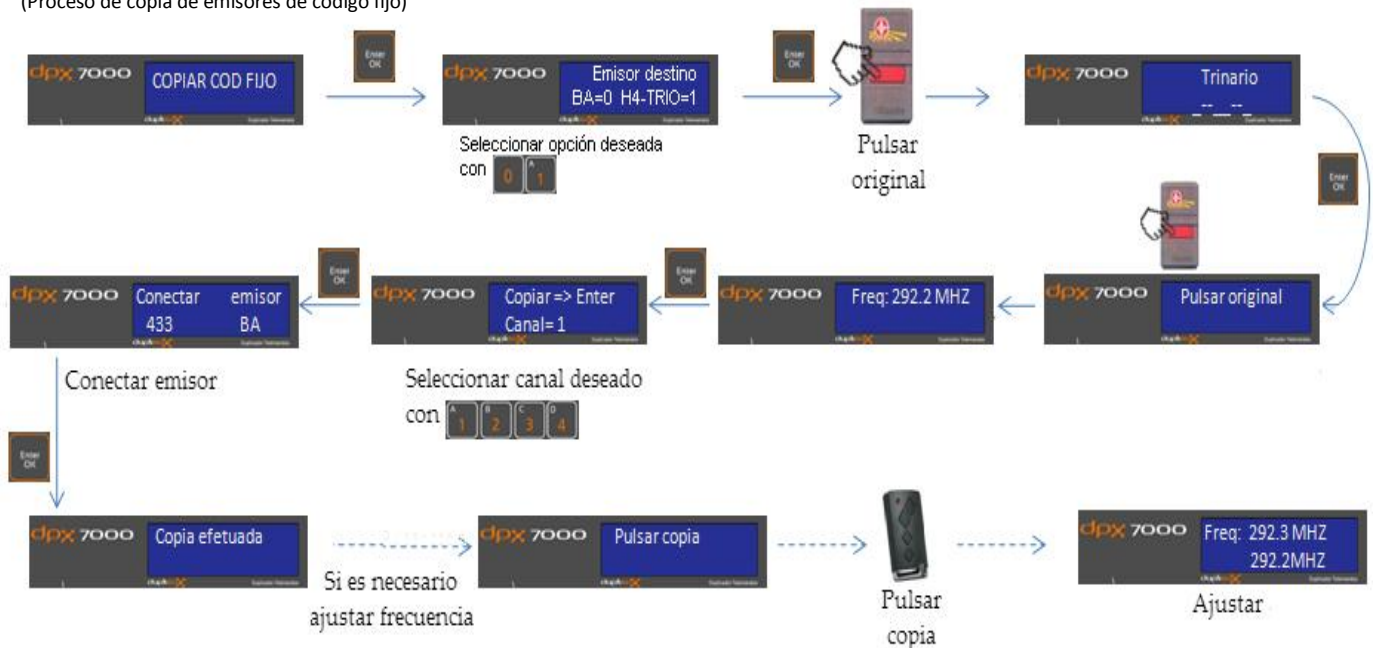 (Proceso de copia de emisores de código fijo)
dpx 7000
COPIAR COD FIJO
Enter
OK
dpx 7000
Emisor destino
BA=0 H4-TRIO=1
Seleccionar opción deseada
con 0 A 1
Enter
OK
Pulsar
original
dpx 7000
Trinario
_ -- __ -- _
Enter
OK
dpx 7000
Pulsar original
dpx 7000
Freq: 292.2 MHZ
Enter
OK
dpx 7000
Copiar => Enter
Canal= 1
Seleccionar canal deseado
con A 1 B 2 C 3 D 4
Enter
OK
dpx 7000
Conectar emisor
433 BA
Conectar emisor
Enter
OK
dpx 7000
Copia efetuada
Si es necesario
ajustar frecuencia
dpx 7000
Pulsar copia
Pulsar
copia
dpx 7000
Freq: 292.3 MHZ
292.2MHZ
Ajustar